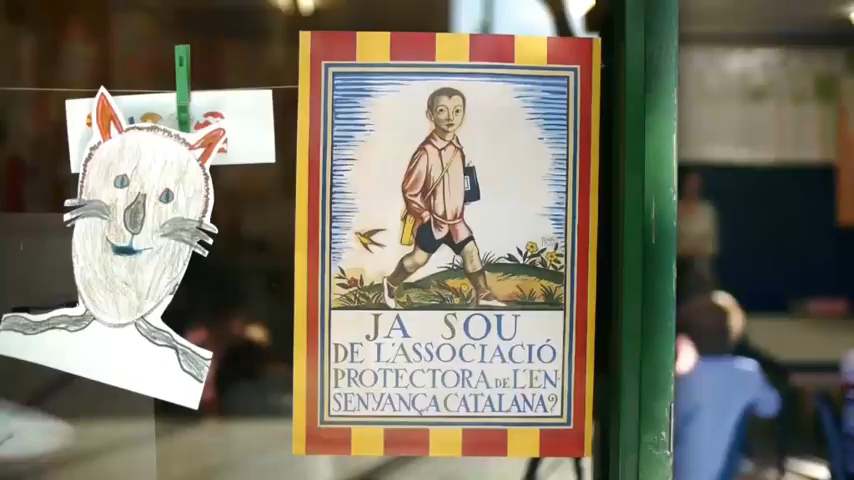 JA SOU
DE L'ASSOCIACIÓ
PROTECTORA DE L'EN
SENYANÇA CATALANA?